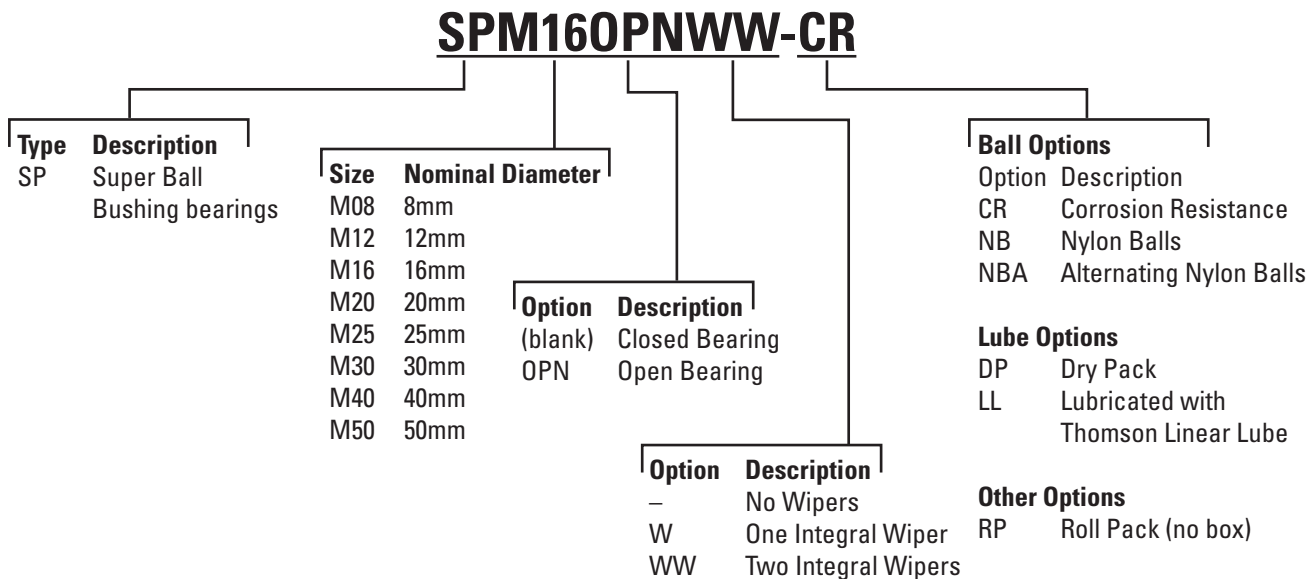 SPM16OPNWW-CR
Type Description
SP Super Ball
Bushing bearings
Size Nominal Diameter
M08 8mm
M12 12mm
M16 16mm
M20 20mm
M25 25mm
M30 30mm
M40 40mm
M50 50mm
Option Description
(blank) Closed Bearing
OPN Open Bearing
Option Description
– No Wipers
W One Integral Wiper
WW Two Integral Wipers
Ball Options
Option Description
CR Corrosion Resistance
NB Nylon Balls
NBA Alternating Nylon Balls
Lube Options
DP Dry Pack
LL Lubricated with
Thomson Linear Lube
Other Options
RP Roll Pack (no box)